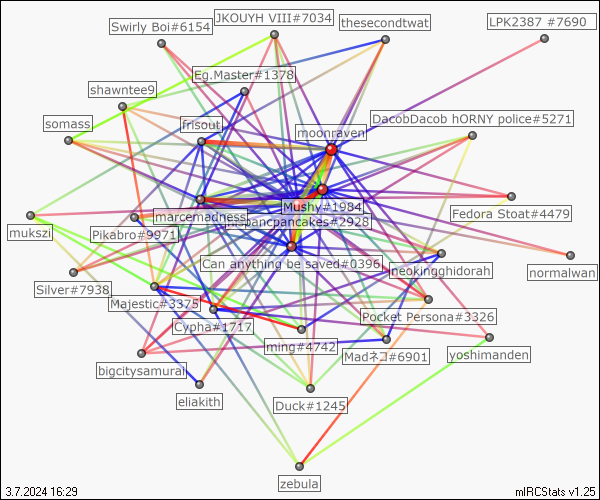 JKOUYH VIII#7034
Swirly Boi#6154
thesecondtwat
LPK2387 #7690
Eg.Master#1378
shawntee9
somass
frisout
DacobDacob hORNY police#5271
moonraven
Mushy#1984
marcemadness
mspancpancakes#2928
Fedora Stoat#4479
mukszi
Pikabro#9971
Can anything be saved#0396
neokingghidorah
normalwan
Silver#7938
Majestic#3375
Pocket Persona#3326
Cypha#1717
ming#4742
Madネコ#6901
yoshimanden
bigcitysamurai
eliakith
Duck#1245
zebula
3.7.2024 16:29
mIRCStats v1.25